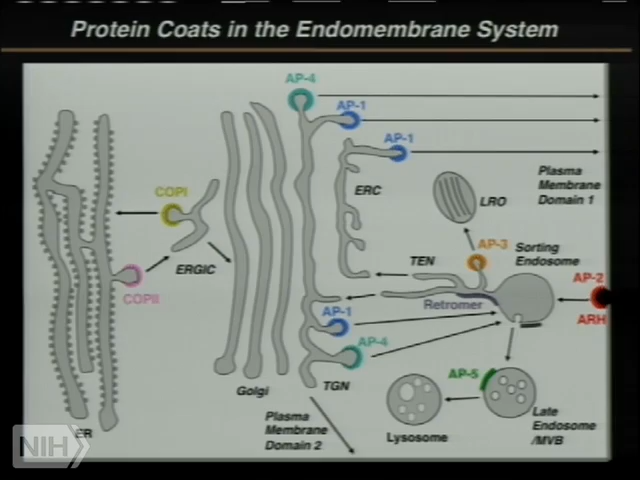 Protein Coats in the Endomembrane System
AP-4
AP-1
AP-1
COPI
ERC
LRO
Plasma
Membrane
Domain 1
ERGIC
COPII
TEN
AP-3
Sorting
Endosome
AP-2
Retromer
ARH
AP-1
AP-4
AP-5
Golgi
TGN
Plasma
Membrane
Domain 2
Lysosome
Late
Endosome
/MVB
ER
NIH